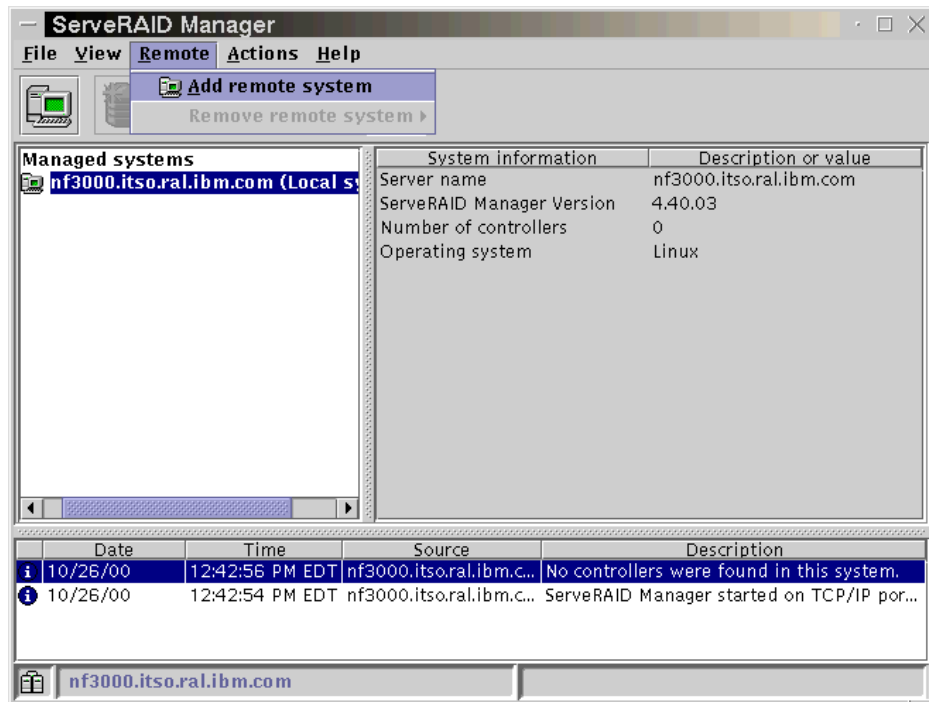 ServeRAID Manager
File View Remote Actions Help
Add remote system
Remove remote system
Managed systems
nf3000.itso.ral.ibm.com (Local sy
System information Description or value
Server name nf3000.itso.ral.ibm.com
ServeRAID Manager Version 4.40.03
Number of controllers 0
Operating system Linux
Date Time Source Description
10/26/00 12:42:56 PM EDT nf3000.itso.ral.ibm.c... No controllers were found in this system.
10/26/00 12:42:54 PM EDT nf3000.itso.ral.ibm.c... ServeRAID Manager started on TCP/IP por...
nf3000.itso.ral.ibm.com